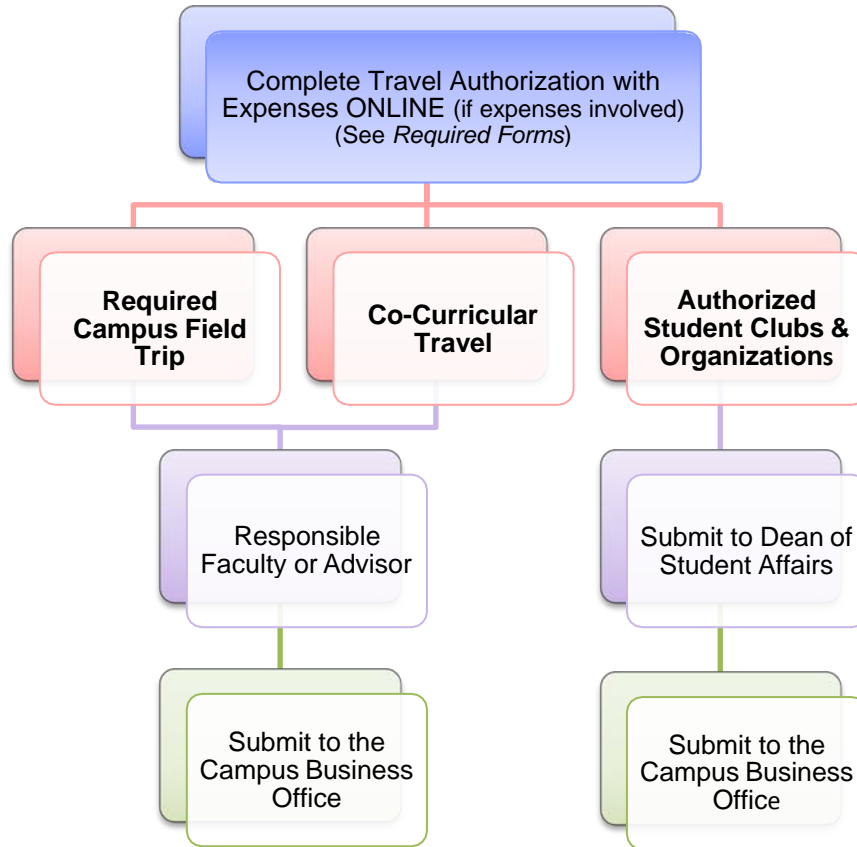 Complete Travel Authorization with
Expenses ONLINE (if expenses involved)
(See Required Forms)
Required
Campus Field
Trip
Co-Curricular
Travel
Authorized
Student Clubs &
Organizations
Responsible
Faculty or Advisor
Submit to Dean of
Student Affairs
Submit to the
Campus Business
Office
Submit to the
Campus Business
Office